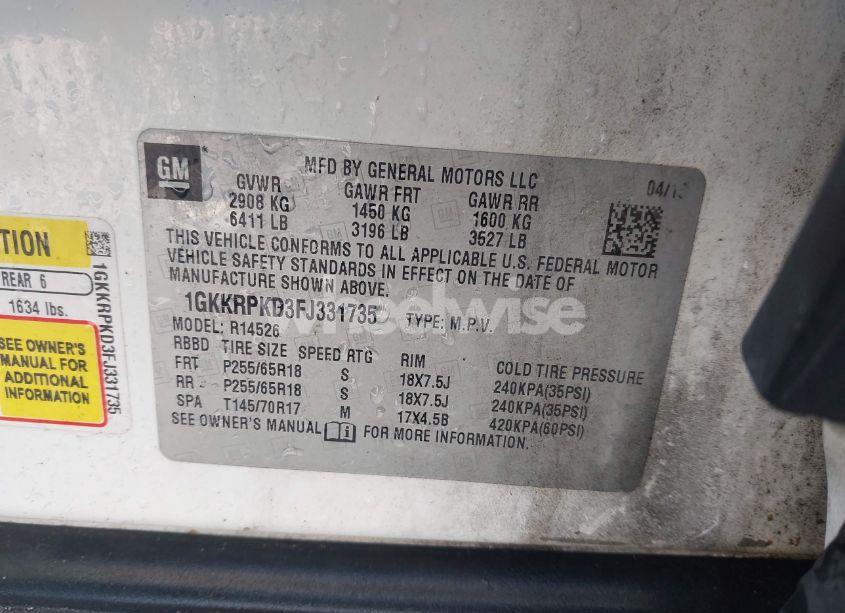 GM
MFD BY GENERAL MOTORS LLC
GVWR GAWR FRT GAWR RR
2908 KG 1450 KG 1600 KG
6411 LB 3196 LB 3527 LB
THIS VEHICLE CONFORMS TO ALL APPLICABLE U.S. FEDERAL MOTOR
VEHICLE SAFETY STANDARDS IN EFFECT ON THE DATE OF
MANUFACTURE SHOWN ABOVE.
1GKKRPKD3FJ331735 TYPE: M.P.V.
MODEL: R14526
RBBD TIRE SIZE SPEED RTG RIM COLD TIRE PRESSURE
FRT P255/65R18 S 18X7.5J 240KPA(35PSI)
RR P255/65R18 S 18X7.5J 240KPA(35PSI)
SPA T145/70R17 M 17X4.5B 420KPA(60PSI)
SEE OWNER'S MANUAL FOR MORE INFORMATION.
REAR 6
1634 lbs.
SEE OWNER'S
MANUAL FOR
ADDITIONAL
INFORMATION
1GKKRPKD3FJ331735
wheelwise